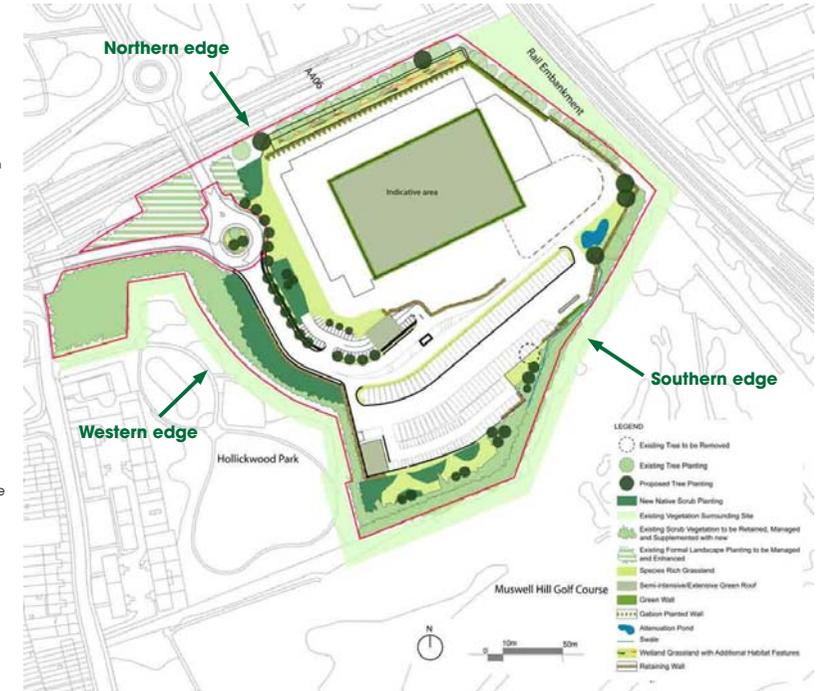 Northern edge
A406
Rail Embankment
Indicative area
Southern edge
Western edge
Hollickwood Park
Muswell Hill Golf Course
N
0 10m 50m
LEGEND
Existing Tree to be Removed
Existing Tree Planting
Proposed Tree Planting
New Native Scrub Planting
Existing Vegetation Surrounding Site
Existing Scrub Vegetation to be Retained, Managed
and Supplemented with new
Existing Formal Landscape Planting to be Managed
and Enhanced
Species Rich Grassland
Semi-intensive/Extensive Green Roof
Green Wall
Gabion Planted Wall
Attenuation Pond
Swale
Wetland Grassland with Additional Habitat Features
Retaining Wall